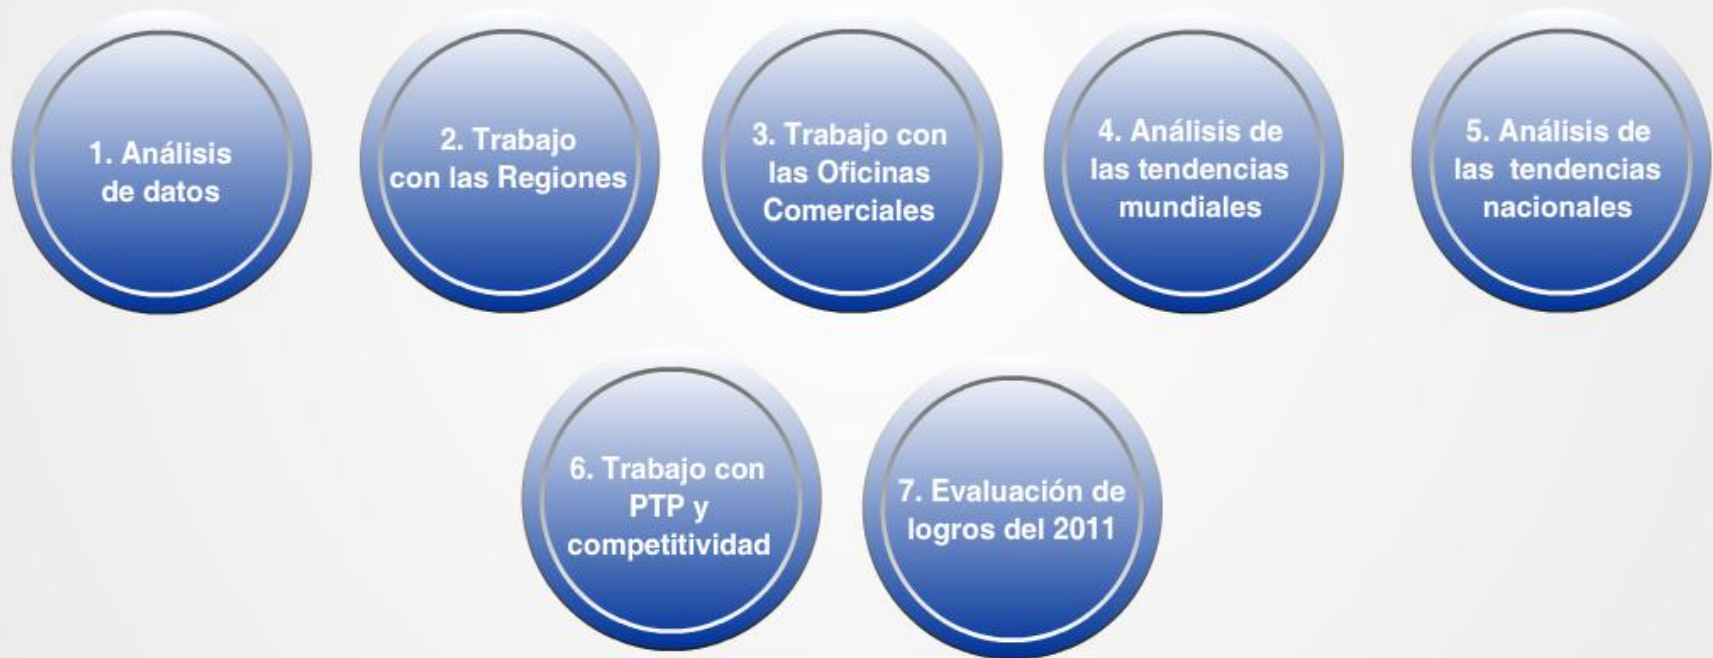 1. Análisis
de datos
2. Trabajo
con las Regiones
3. Trabajo con
las Oficinas
Comerciales
4. Análisis de
las tendencias
mundiales
5. Análisis de
las tendencias
nacionales
6. Trabajo con
PTP y
competitividad
7. Evaluación de
logros del 2011